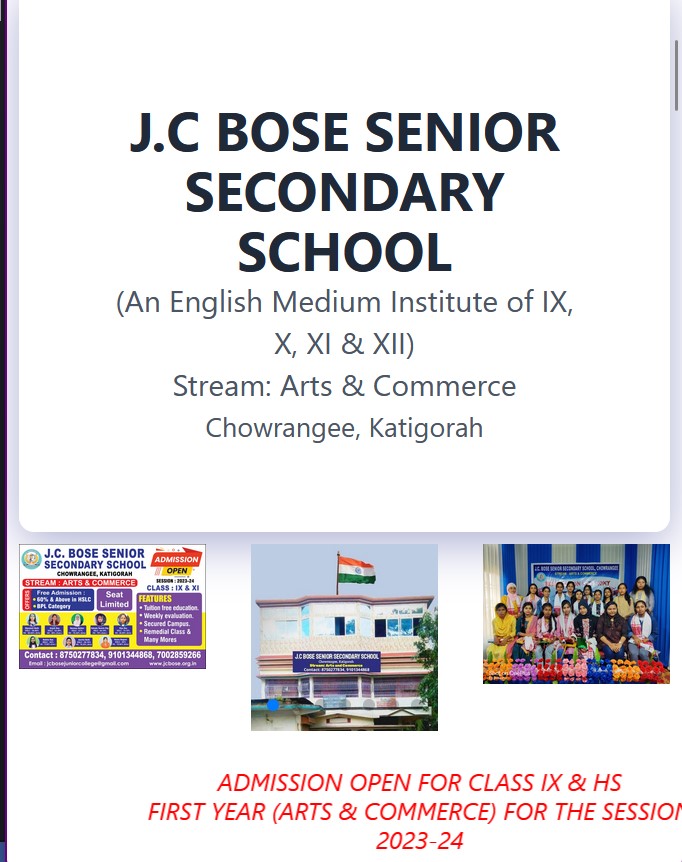 J.C BOSE SENIOR
SECONDARY
SCHOOL
(An English Medium Institute of IX,
X, XI & XII)
Stream: Arts & Commerce
Chowrangee, Katigorah
J.C. BOSE SENIOR
SECONDARY SCHOOL
CHOWRANGEE, KATIGORAH
ADMISSION
OPEN
SESSION : 2023-24
STREAM : ARTS & COMMERCE
CLASS : IX & XI
OFFERS
Free Admission :
• 60% & Above in HSLC
• BPL Category
Seat
Limited
FEATURES
• Tuition free education.
• Weekly evaluation.
• Secured Campus.
• Remedial Class &
Many Mores
Contact : 8750277834, 9101344868, 7002859266
Email : jcbosejuniorcollege@gmail.com www.jcbose.org.in
J.C BOSE SENIOR SECONDARY SCHOOL
Chowrangee, Katigorah
Stream: Arts and Commerce
Contact: 8750277834, 9101344868
J.C. BOSE SENIOR SECONDARY SCHOOL, CHOWRANGEE
STREAM : ARTS & COMMERCE
ADMISSION OPEN FOR CLASS IX & HS
FIRST YEAR (ARTS & COMMERCE) FOR THE SESSION
2023-24